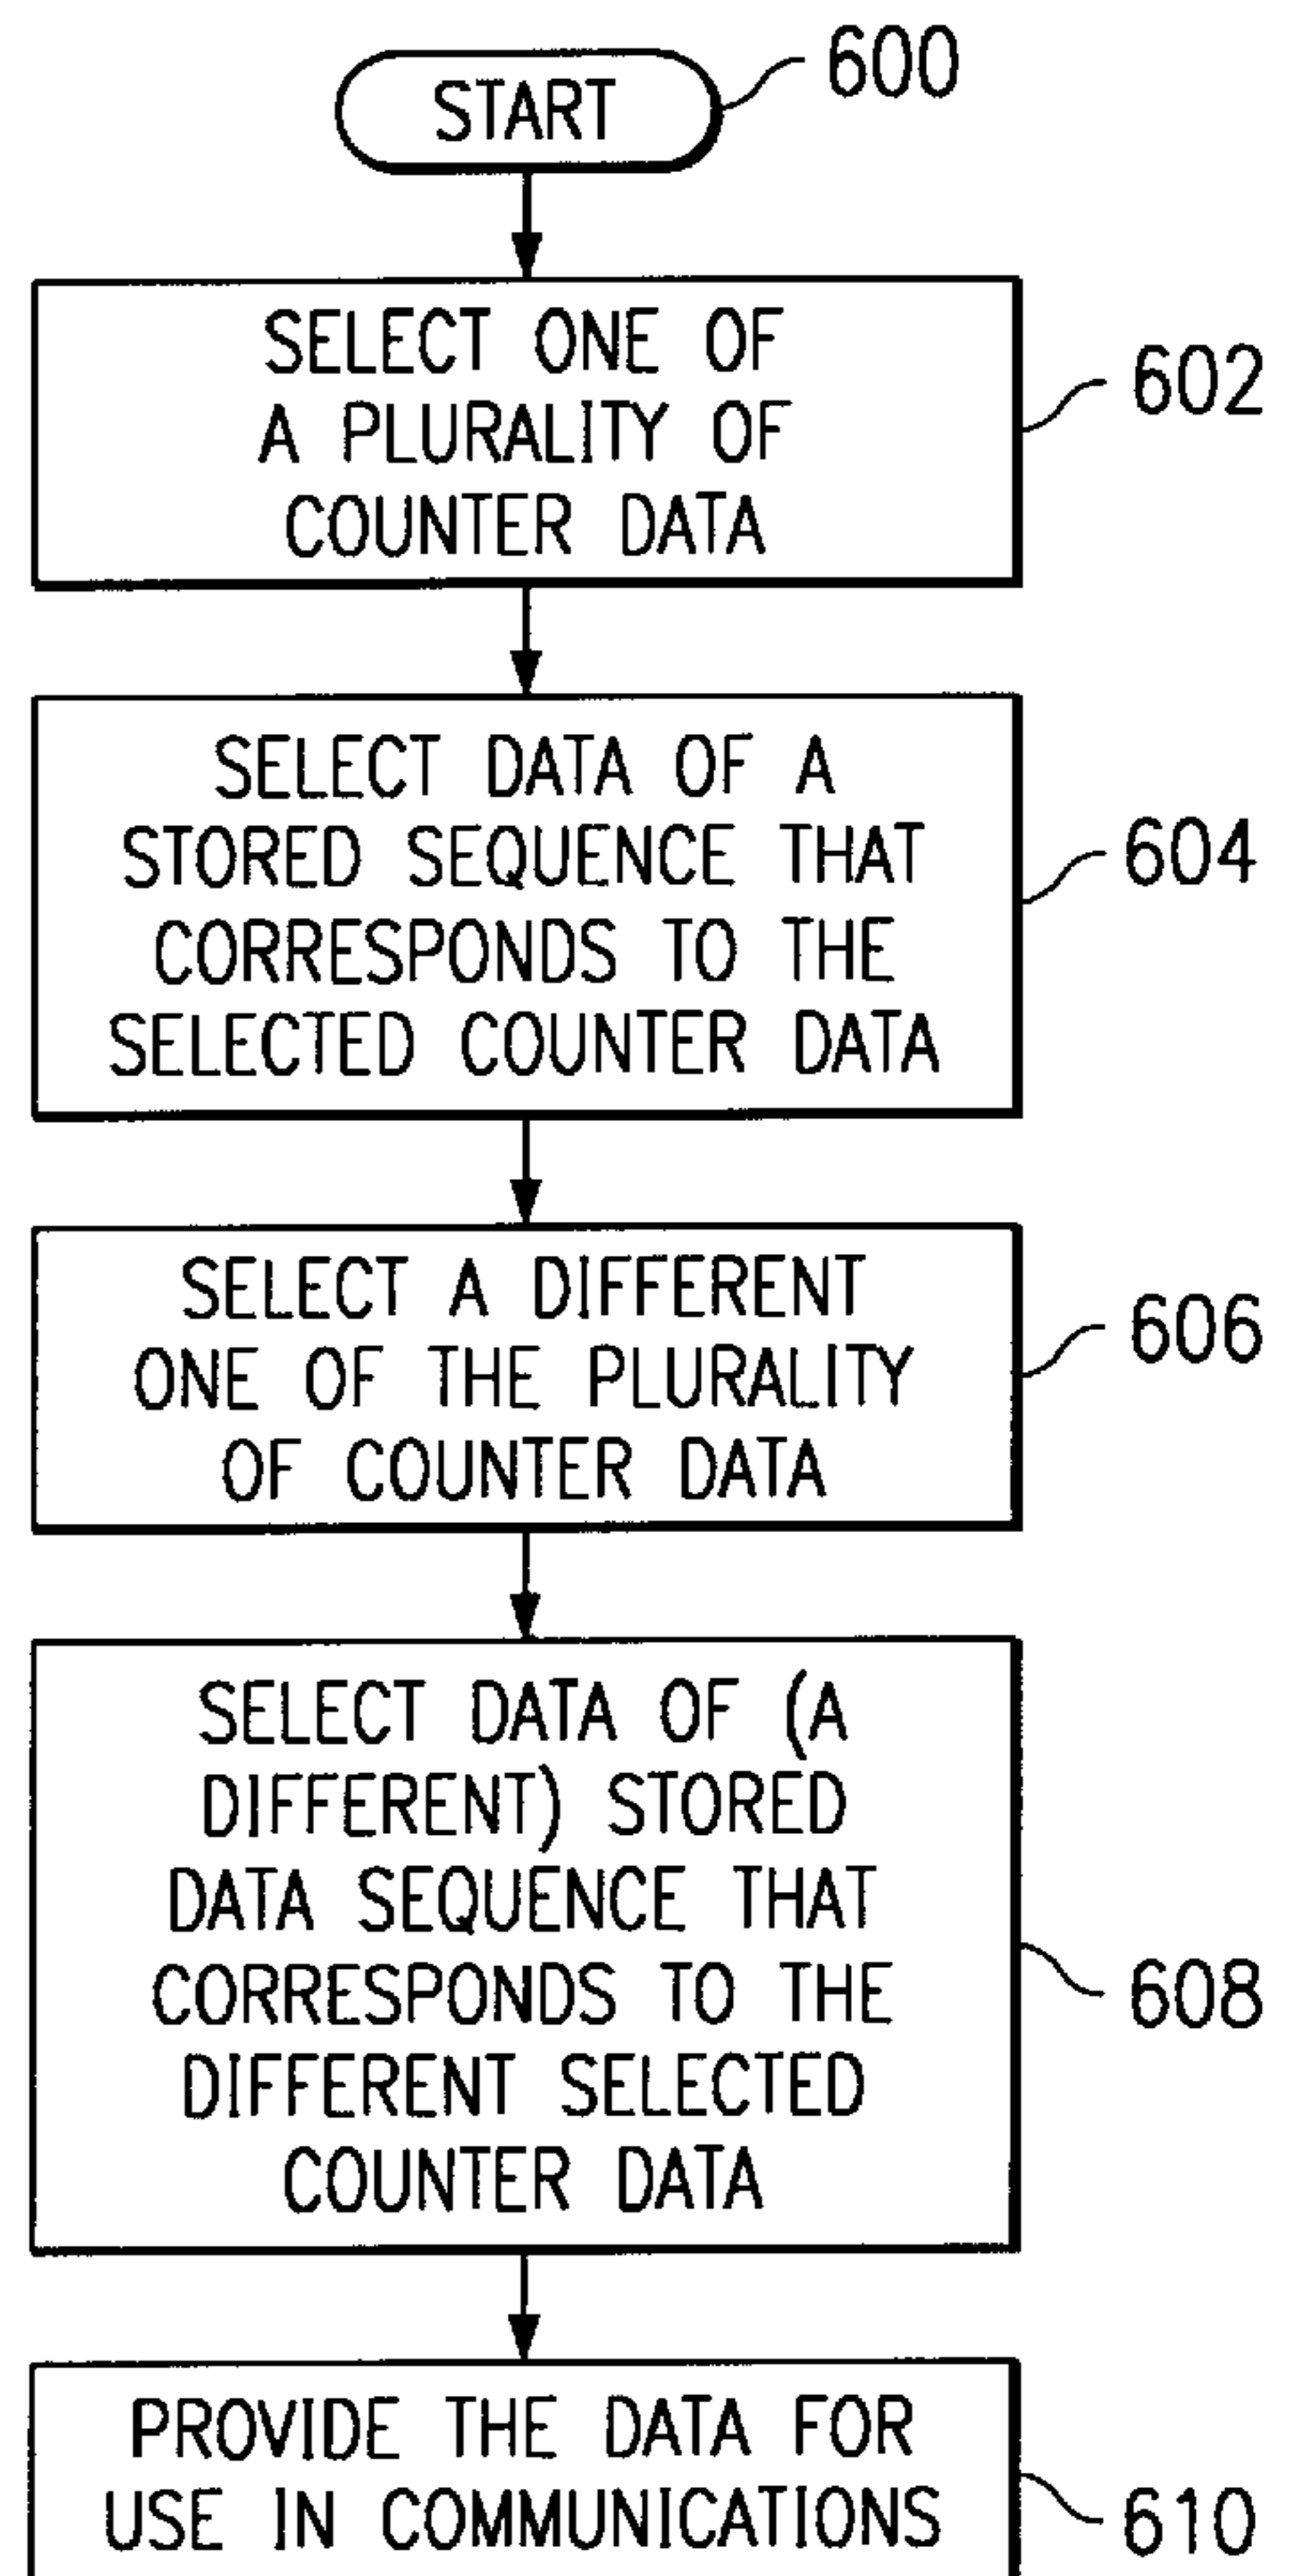 START
600
SELECT ONE OF
A PLURALITY OF
COUNTER DATA
602
SELECT DATA OF A
STORED SEQUENCE THAT
CORRESPONDS TO THE
SELECTED COUNTER DATA
604
SELECT A DIFFERENT
ONE OF THE PLURALITY
OF COUNTER DATA
606
SELECT DATA OF (A
DIFFERENT) STORED
DATA SEQUENCE THAT
CORRESPONDS TO THE
DIFFERENT SELECTED
COUNTER DATA
608
PROVIDE THE DATA FOR
USE IN COMMUNICATIONS
610